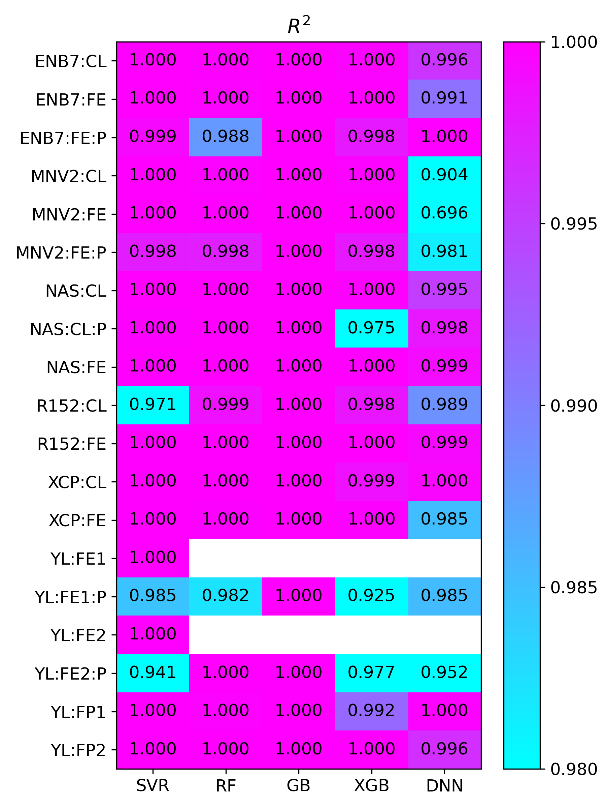 R²
ENB7:CL 1.000 1.000 1.000 1.000 0.996
ENB7:FE 1.000 1.000 1.000 1.000 0.991
ENB7:FE:P 0.999 0.988 1.000 0.998 1.000
MNV2:CL 1.000 1.000 1.000 1.000 0.904
MNV2:FE 1.000 1.000 1.000 1.000 0.696
MNV2:FE:P 0.998 0.998 1.000 0.998 0.981
NAS:CL 1.000 1.000 1.000 1.000 0.995
NAS:CL:P 1.000 1.000 1.000 0.975 0.998
NAS:FE 1.000 1.000 1.000 1.000 0.999
R152:CL 0.971 0.999 1.000 0.998 0.989
R152:FE 1.000 1.000 1.000 1.000 0.999
XCP:CL 1.000 1.000 1.000 0.999 1.000
XCP:FE 1.000 1.000 1.000 1.000 0.985
YL:FE1 1.000
YL:FE1:P 0.985 0.982 1.000 0.925 0.985
YL:FE2 1.000
YL:FE2:P 0.941 1.000 1.000 0.977 0.952
YL:FP1 1.000 1.000 1.000 0.992 1.000
YL:FP2 1.000 1.000 1.000 1.000 0.996
SVR RF GB XGB DNN
1.000
0.995
0.990
0.985
0.980